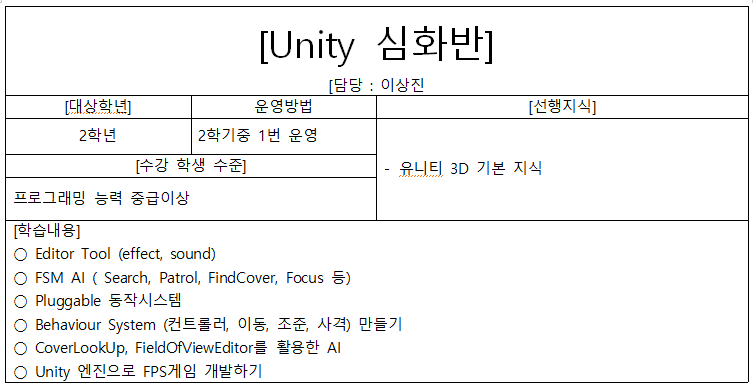 [Unity 심화반]
[담당 : 이상진
[대상학년]
운영방법
[선행지식]
2학년
2학기중 1번 운영
- 유니티 3D 기본 지식
[수강 학생 수준]
프로그래밍 능력 중급이상
[학습내용]
○ Editor Tool (effect, sound)
○ FSM AI ( Search, Patrol, FindCover, Focus 등)
○ Pluggable 동작시스템
○ Behaviour System (컨트롤러, 이동, 조준, 사격) 만들기
○ CoverLookUp, FieldOfViewEditor를 활용한 AI
○ Unity 엔진으로 FPS게임 개발하기